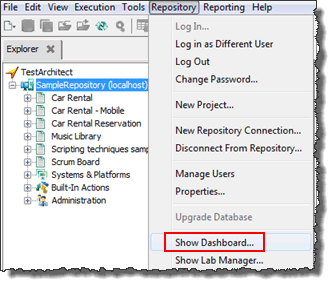 File Edit View Execution Tools Repository Reporting Help
Explorer
TestArchitect
SampleRepository (localhost)
Car Rental
Car Rental - Mobile
Car Rental Reservation
Music Library
Scripting techniques samp
Scrum Board
Systems & Platforms
Built-In Actions
Administration
Log In...
Log in as Different User
Log Out
Change Password...
New Project...
New Repository Connection...
Disconnect From Repository...
Manage Users
Properties...
Upgrade Database
Show Dashboard...
Show Lab Manager...